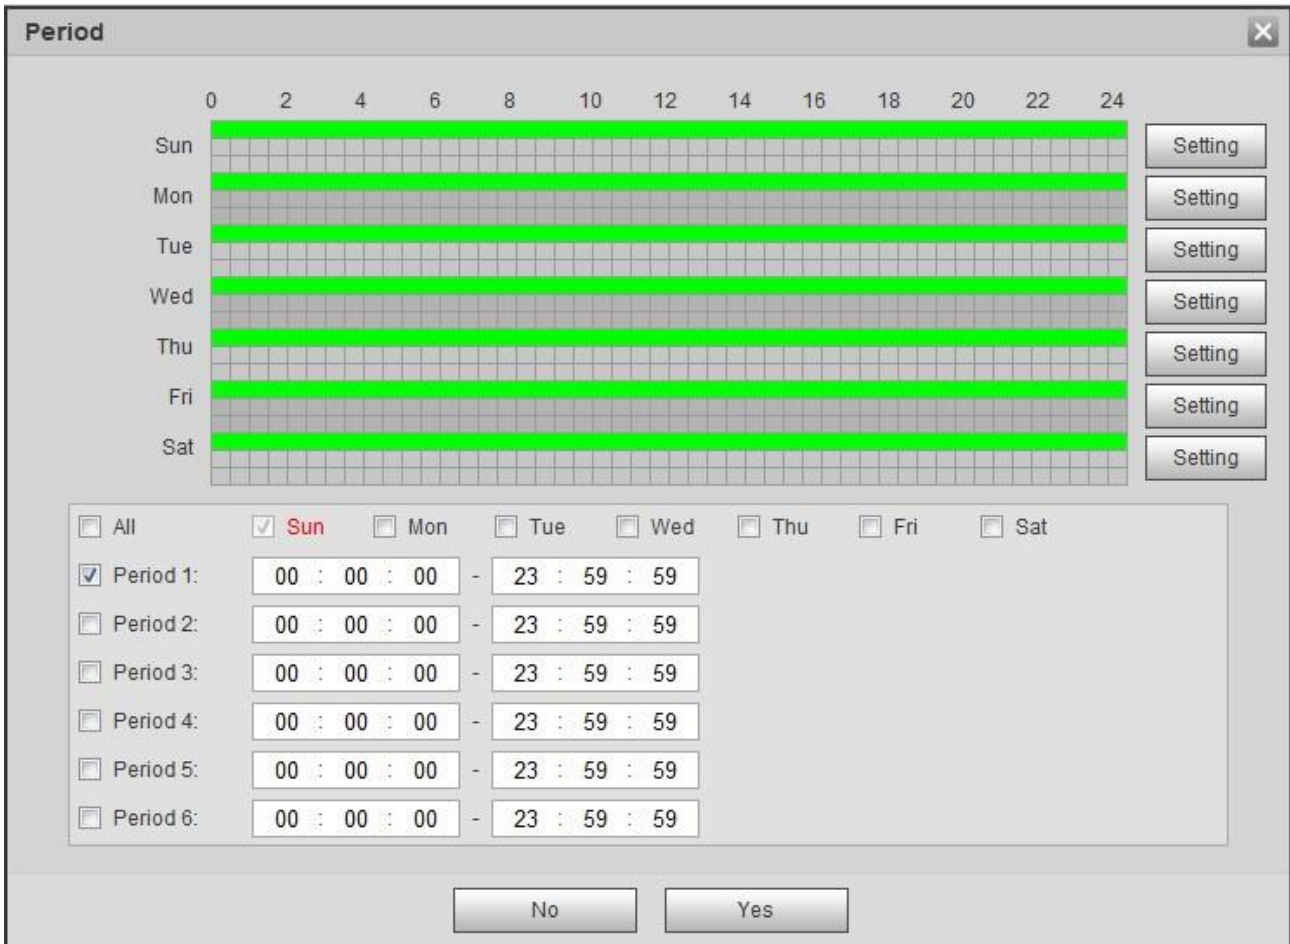 Period
0 2 4 6 8 10 12 14 16 18 20 22 24
Sun Setting
Mon Setting
Tue Setting
Wed Setting
Thu Setting
Fri Setting
Sat Setting
All Sun Mon Tue Wed Thu Fri Sat
Period 1: 00 : 00 : 00 - 23 : 59 : 59
Period 2: 00 : 00 : 00 - 23 : 59 : 59
Period 3: 00 : 00 : 00 - 23 : 59 : 59
Period 4: 00 : 00 : 00 - 23 : 59 : 59
Period 5: 00 : 00 : 00 - 23 : 59 : 59
Period 6: 00 : 00 : 00 - 23 : 59 : 59
No Yes